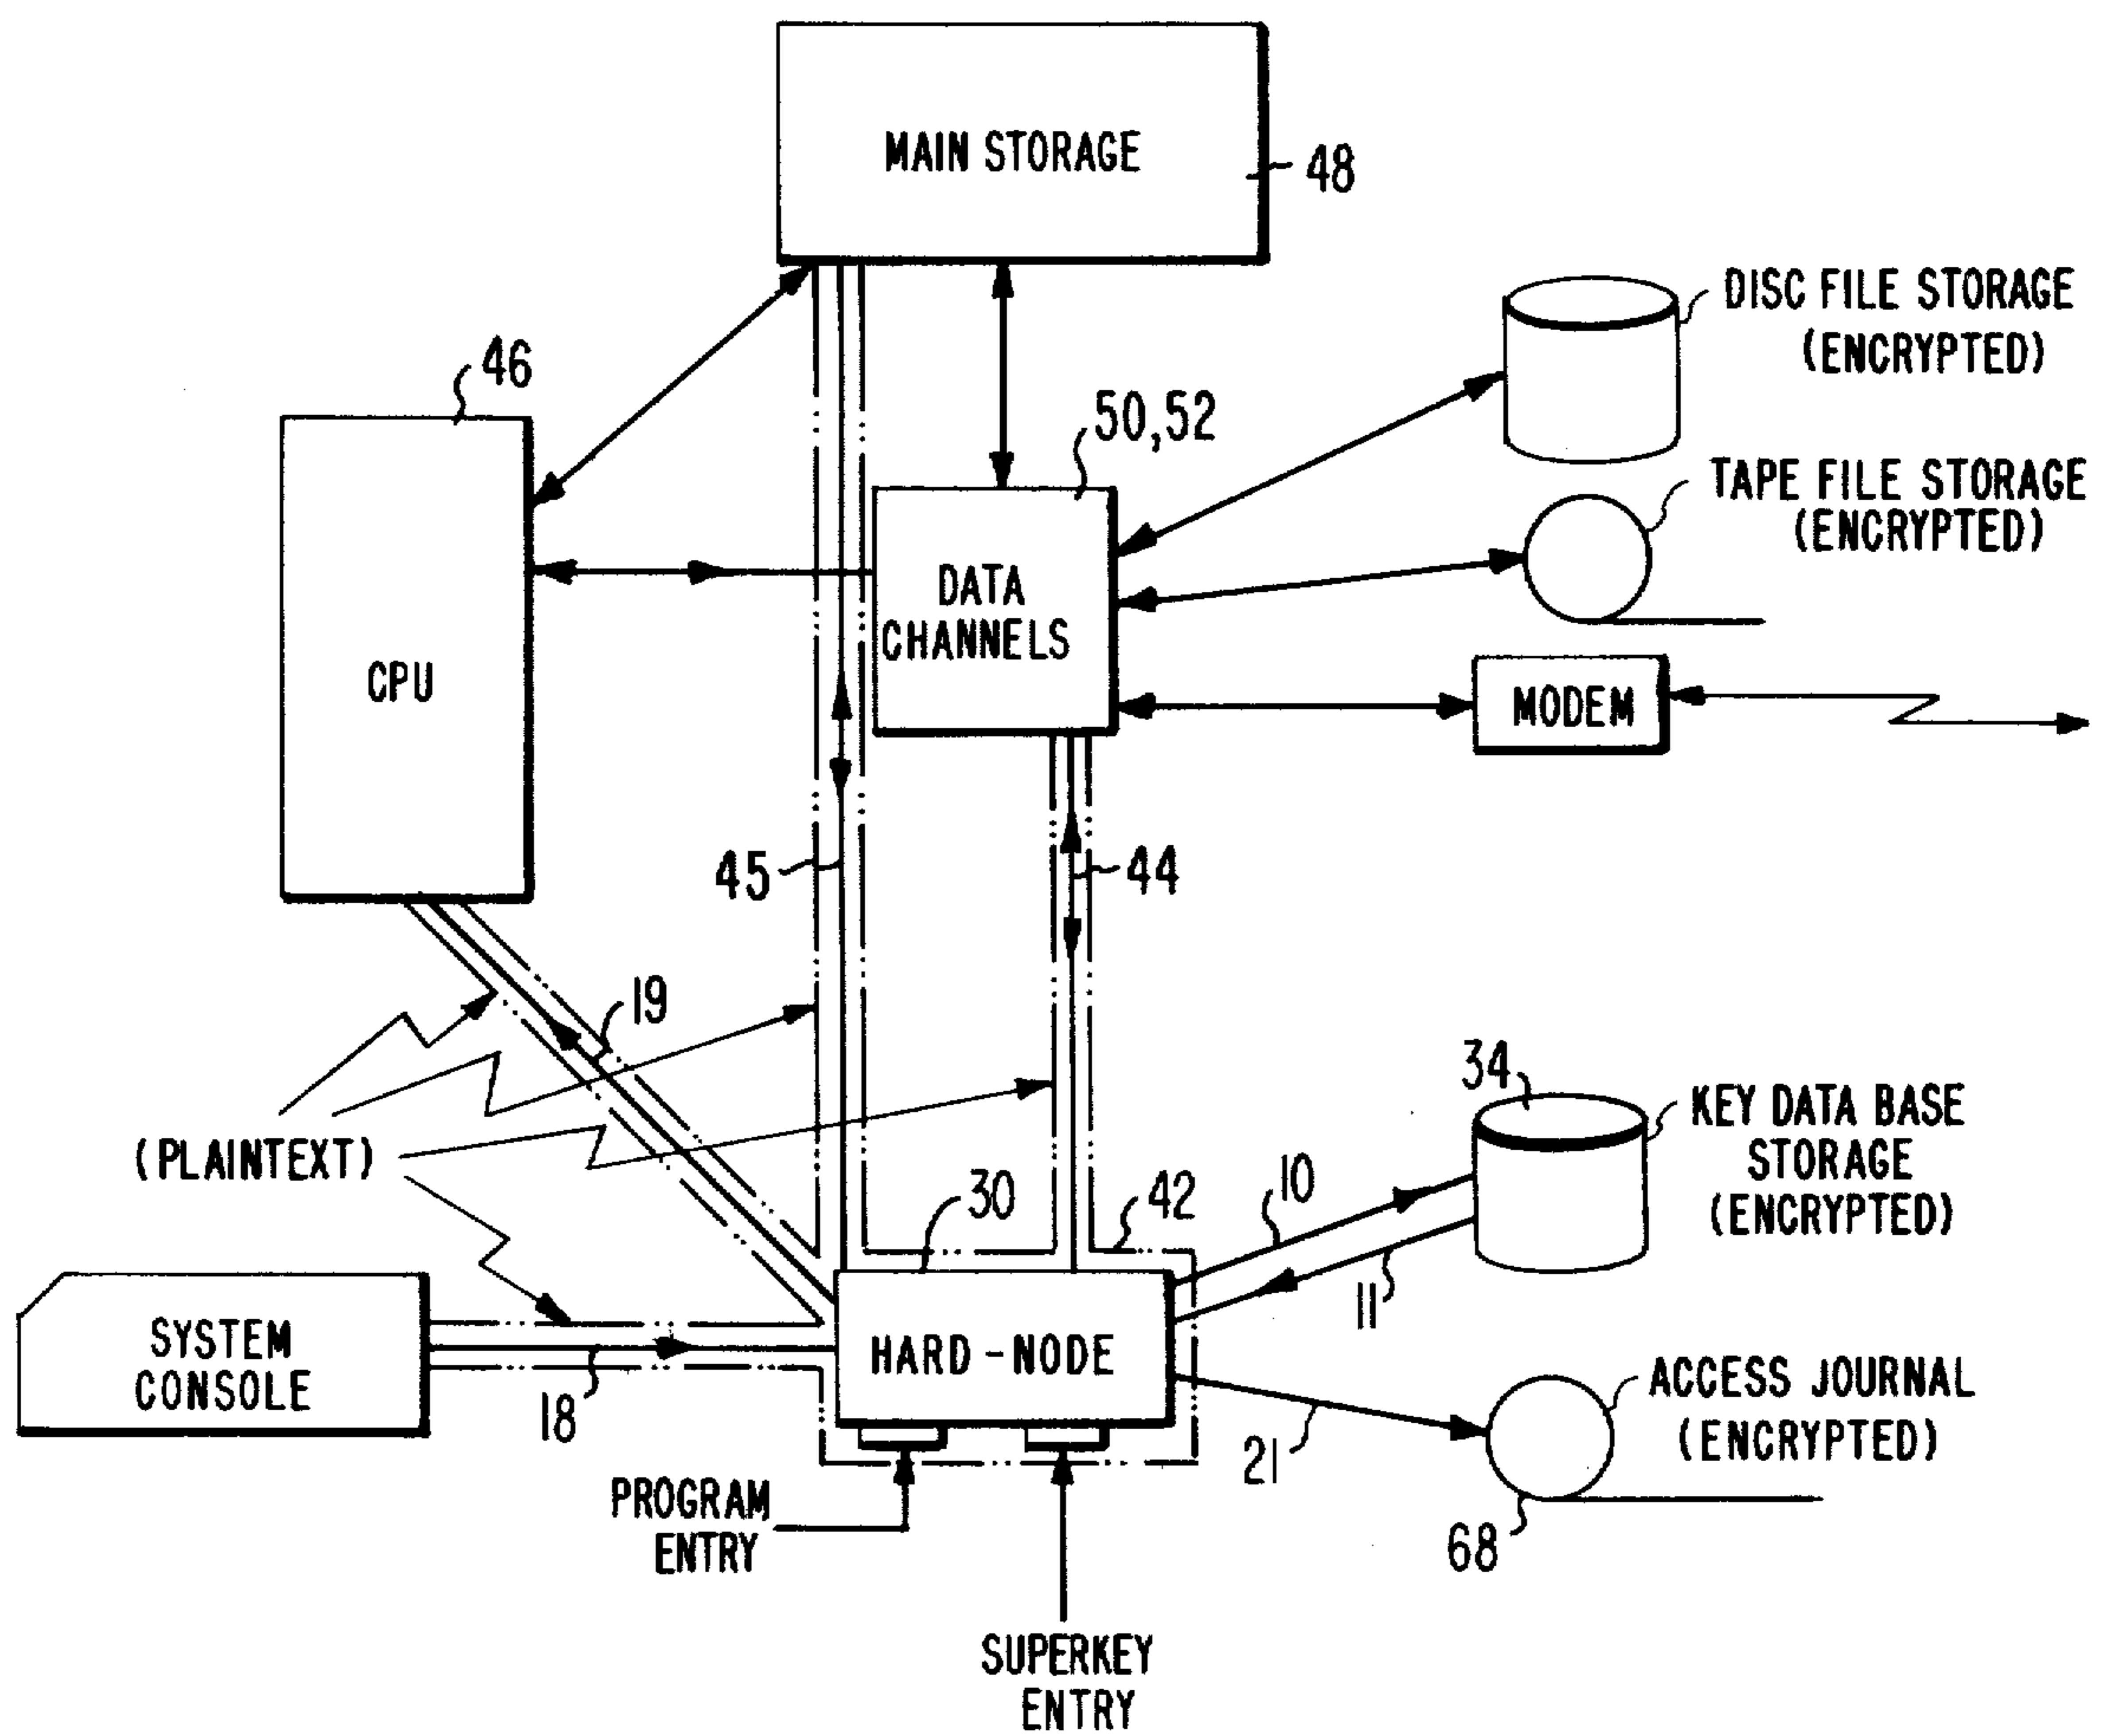 MAIN STORAGE
48
DISC FILE STORAGE
(ENCRYPTED)
46
50,52
TAPE FILE STORAGE
(ENCRYPTED)
CPU
DATA
CHANNELS
MODEM
45
44
19
34
KEY DATA BASE
STORAGE
(ENCRYPTED)
(PLAINTEXT)
30
42
10
11
SYSTEM
CONSOLE
18
HARD-NODE
21
ACCESS JOURNAL
(ENCRYPTED)
68
PROGRAM
ENTRY
SUPERKEY
ENTRY